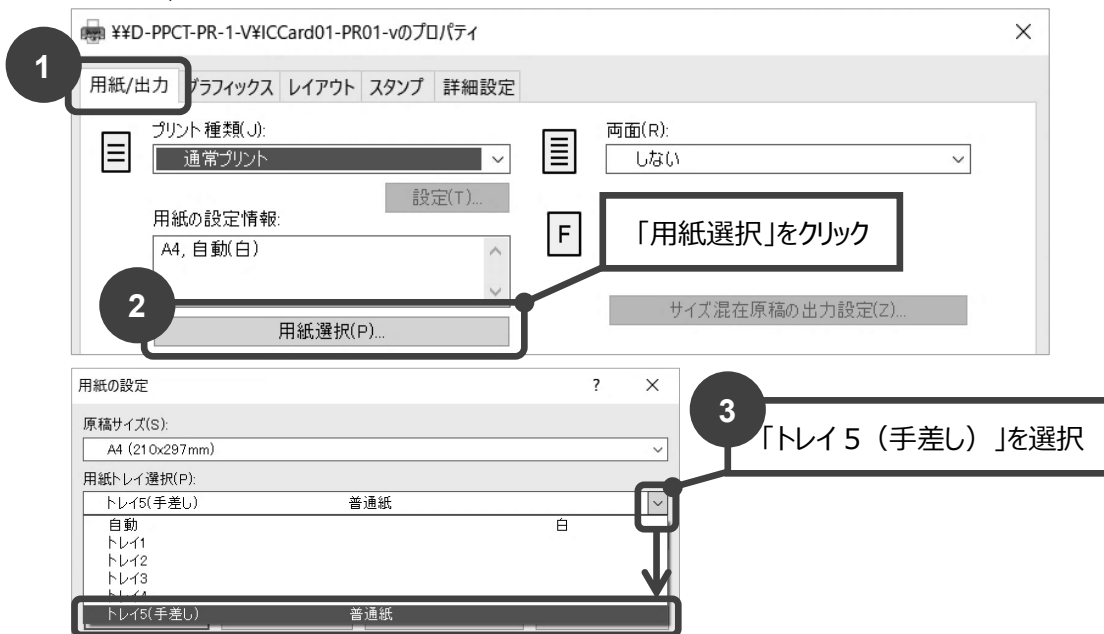 ¥¥D-PPCT-PR-1-V¥ICCard01-PR01-vのプロパティ
1
用紙/出力 グラフィックス レイアウト スタンプ 詳細設定
プリント種類(J):
通常プリント
設定(T)...
両面(R):
しない
用紙の設定情報:
A4, 自動(白)
F
「用紙選択」をクリック
2
用紙選択(P)...
サイズ混在原稿の出力設定(Z)...
用紙の設定 ?
原稿サイズ(S):
A4 (210x297mm)
用紙トレイ選択(P):
トレイ5(手差し) 普通紙
自動 白
トレイ1
トレイ2
トレイ3
トレイ4
トレイ5(手差し) 普通紙
3
「トレイ5（手差し）」を選択